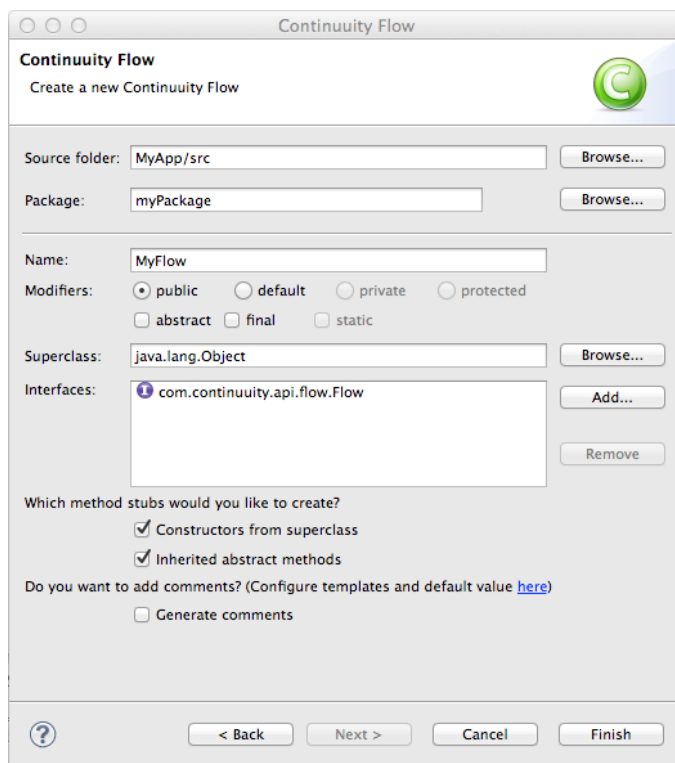 Continuuity Flow
Continuuity Flow
Create a new Continuuity Flow
C
Source folder: MyApp/src Browse...
Package: myPackage Browse...
Name: MyFlow
Modifiers: public default private protected
abstract final static
Superclass: java.lang.Object Browse...
Interfaces: I com.continuuity.api.flow.Flow Add...
Remove
Which method stubs would you like to create?
Constructors from superclass
Inherited abstract methods
Do you want to add comments? (Configure templates and default value here)
Generate comments
? < Back Next > Cancel Finish